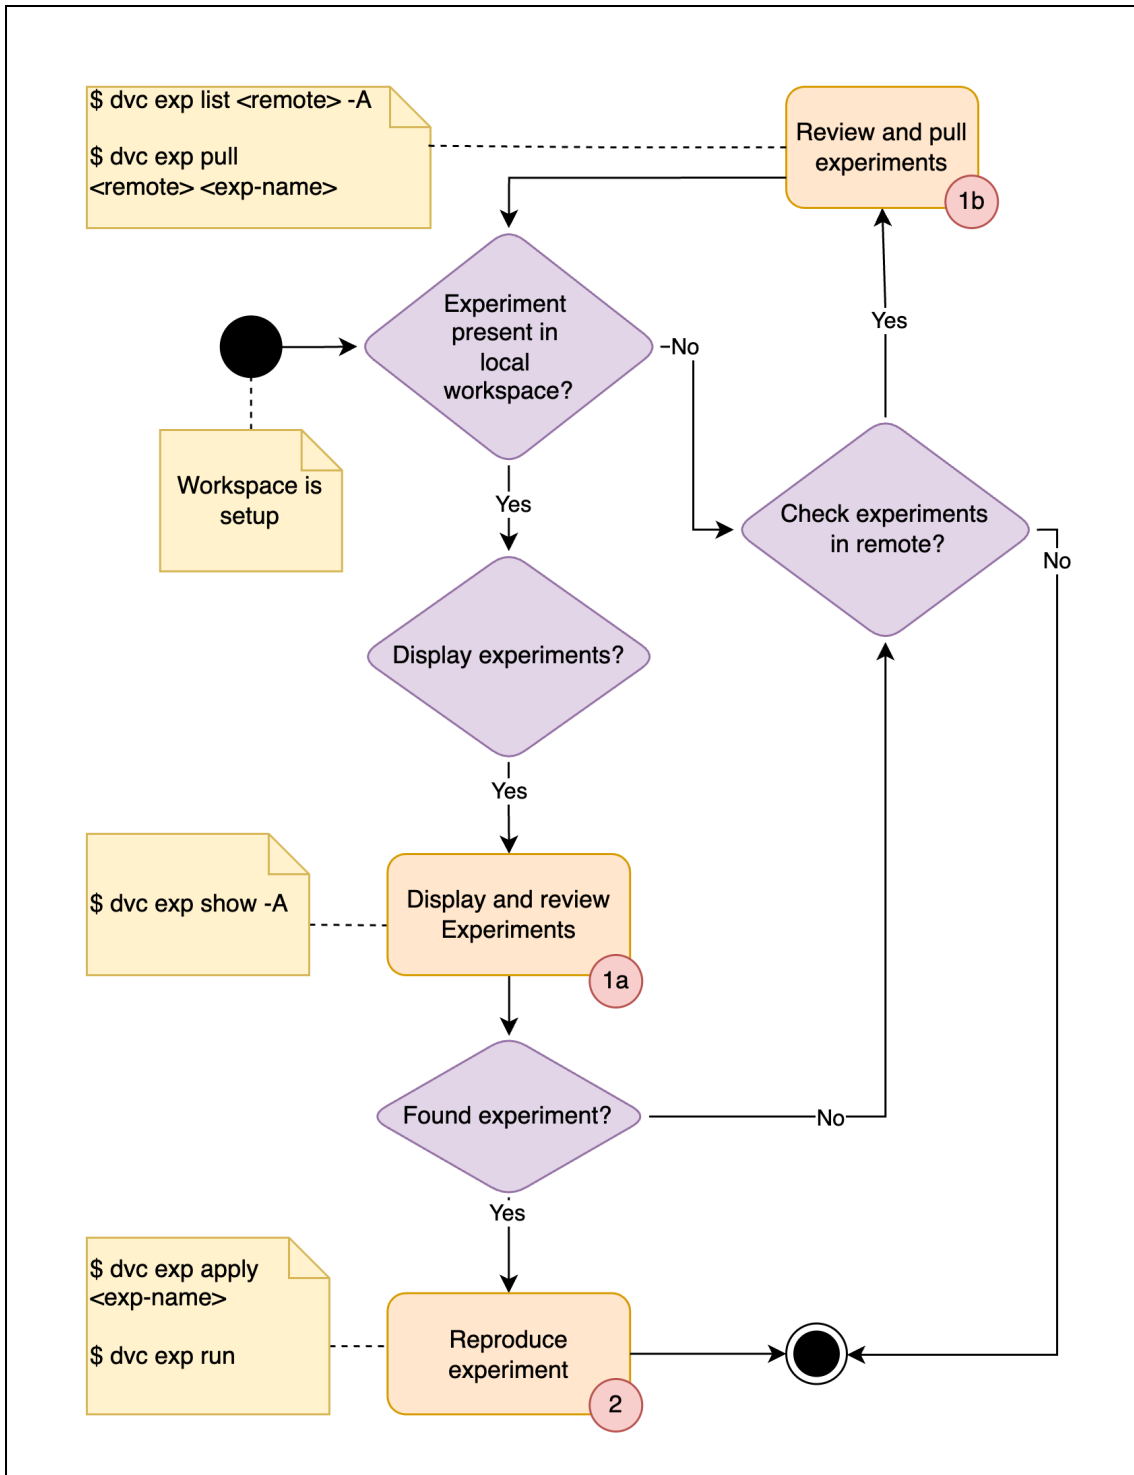 $ dvc exp list <remote> -A
$ dvc exp pull
<remote> <exp-name>
Review and pull
experiments
1b
Experiment
present in
local
workspace?
No
Yes
Workspace is
setup
Yes
Check experiments
in remote?
No
Display experiments?
Yes
$ dvc exp show -A
Display and review
Experiments
1a
Found experiment?
No
Yes
$ dvc exp apply
<exp-name>
$ dvc exp run
Reproduce
experiment
2